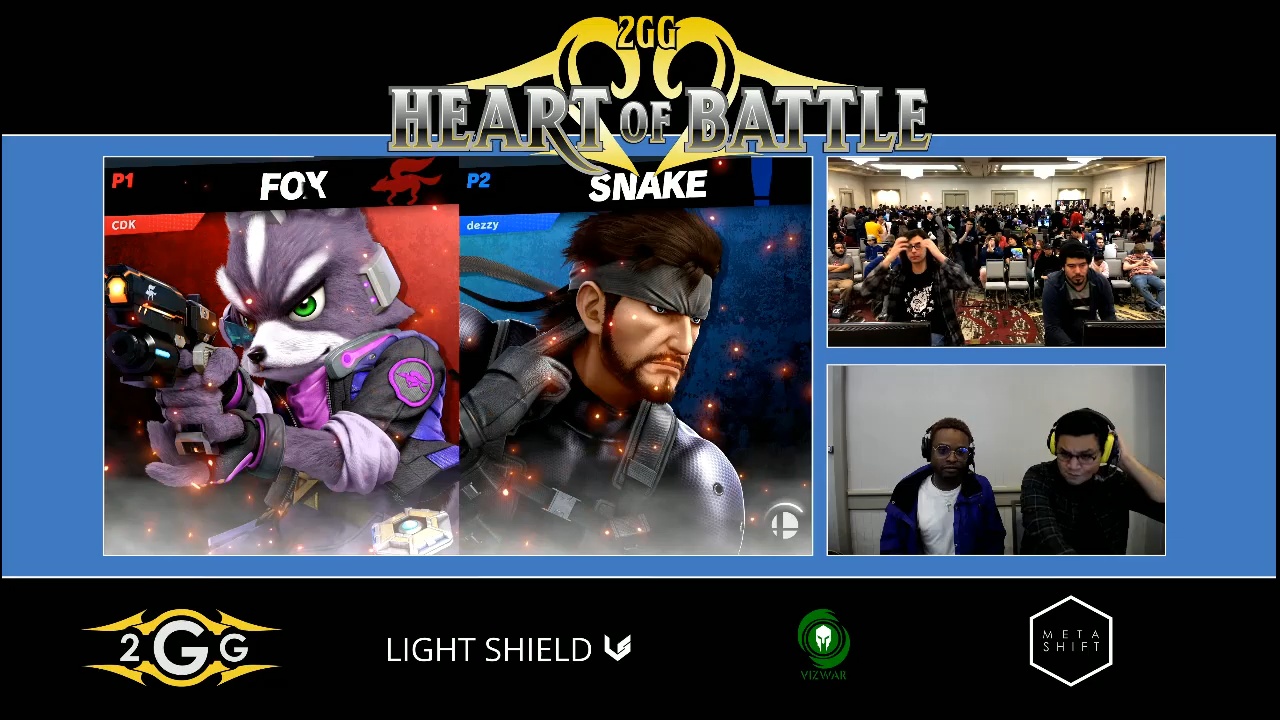 2GG
HEART OF BATTLE
P1
FOX
CDK
P2
SNAKE
dezzy
2GG
LIGHT SHIELD
VIZWAR
META
SHIFT